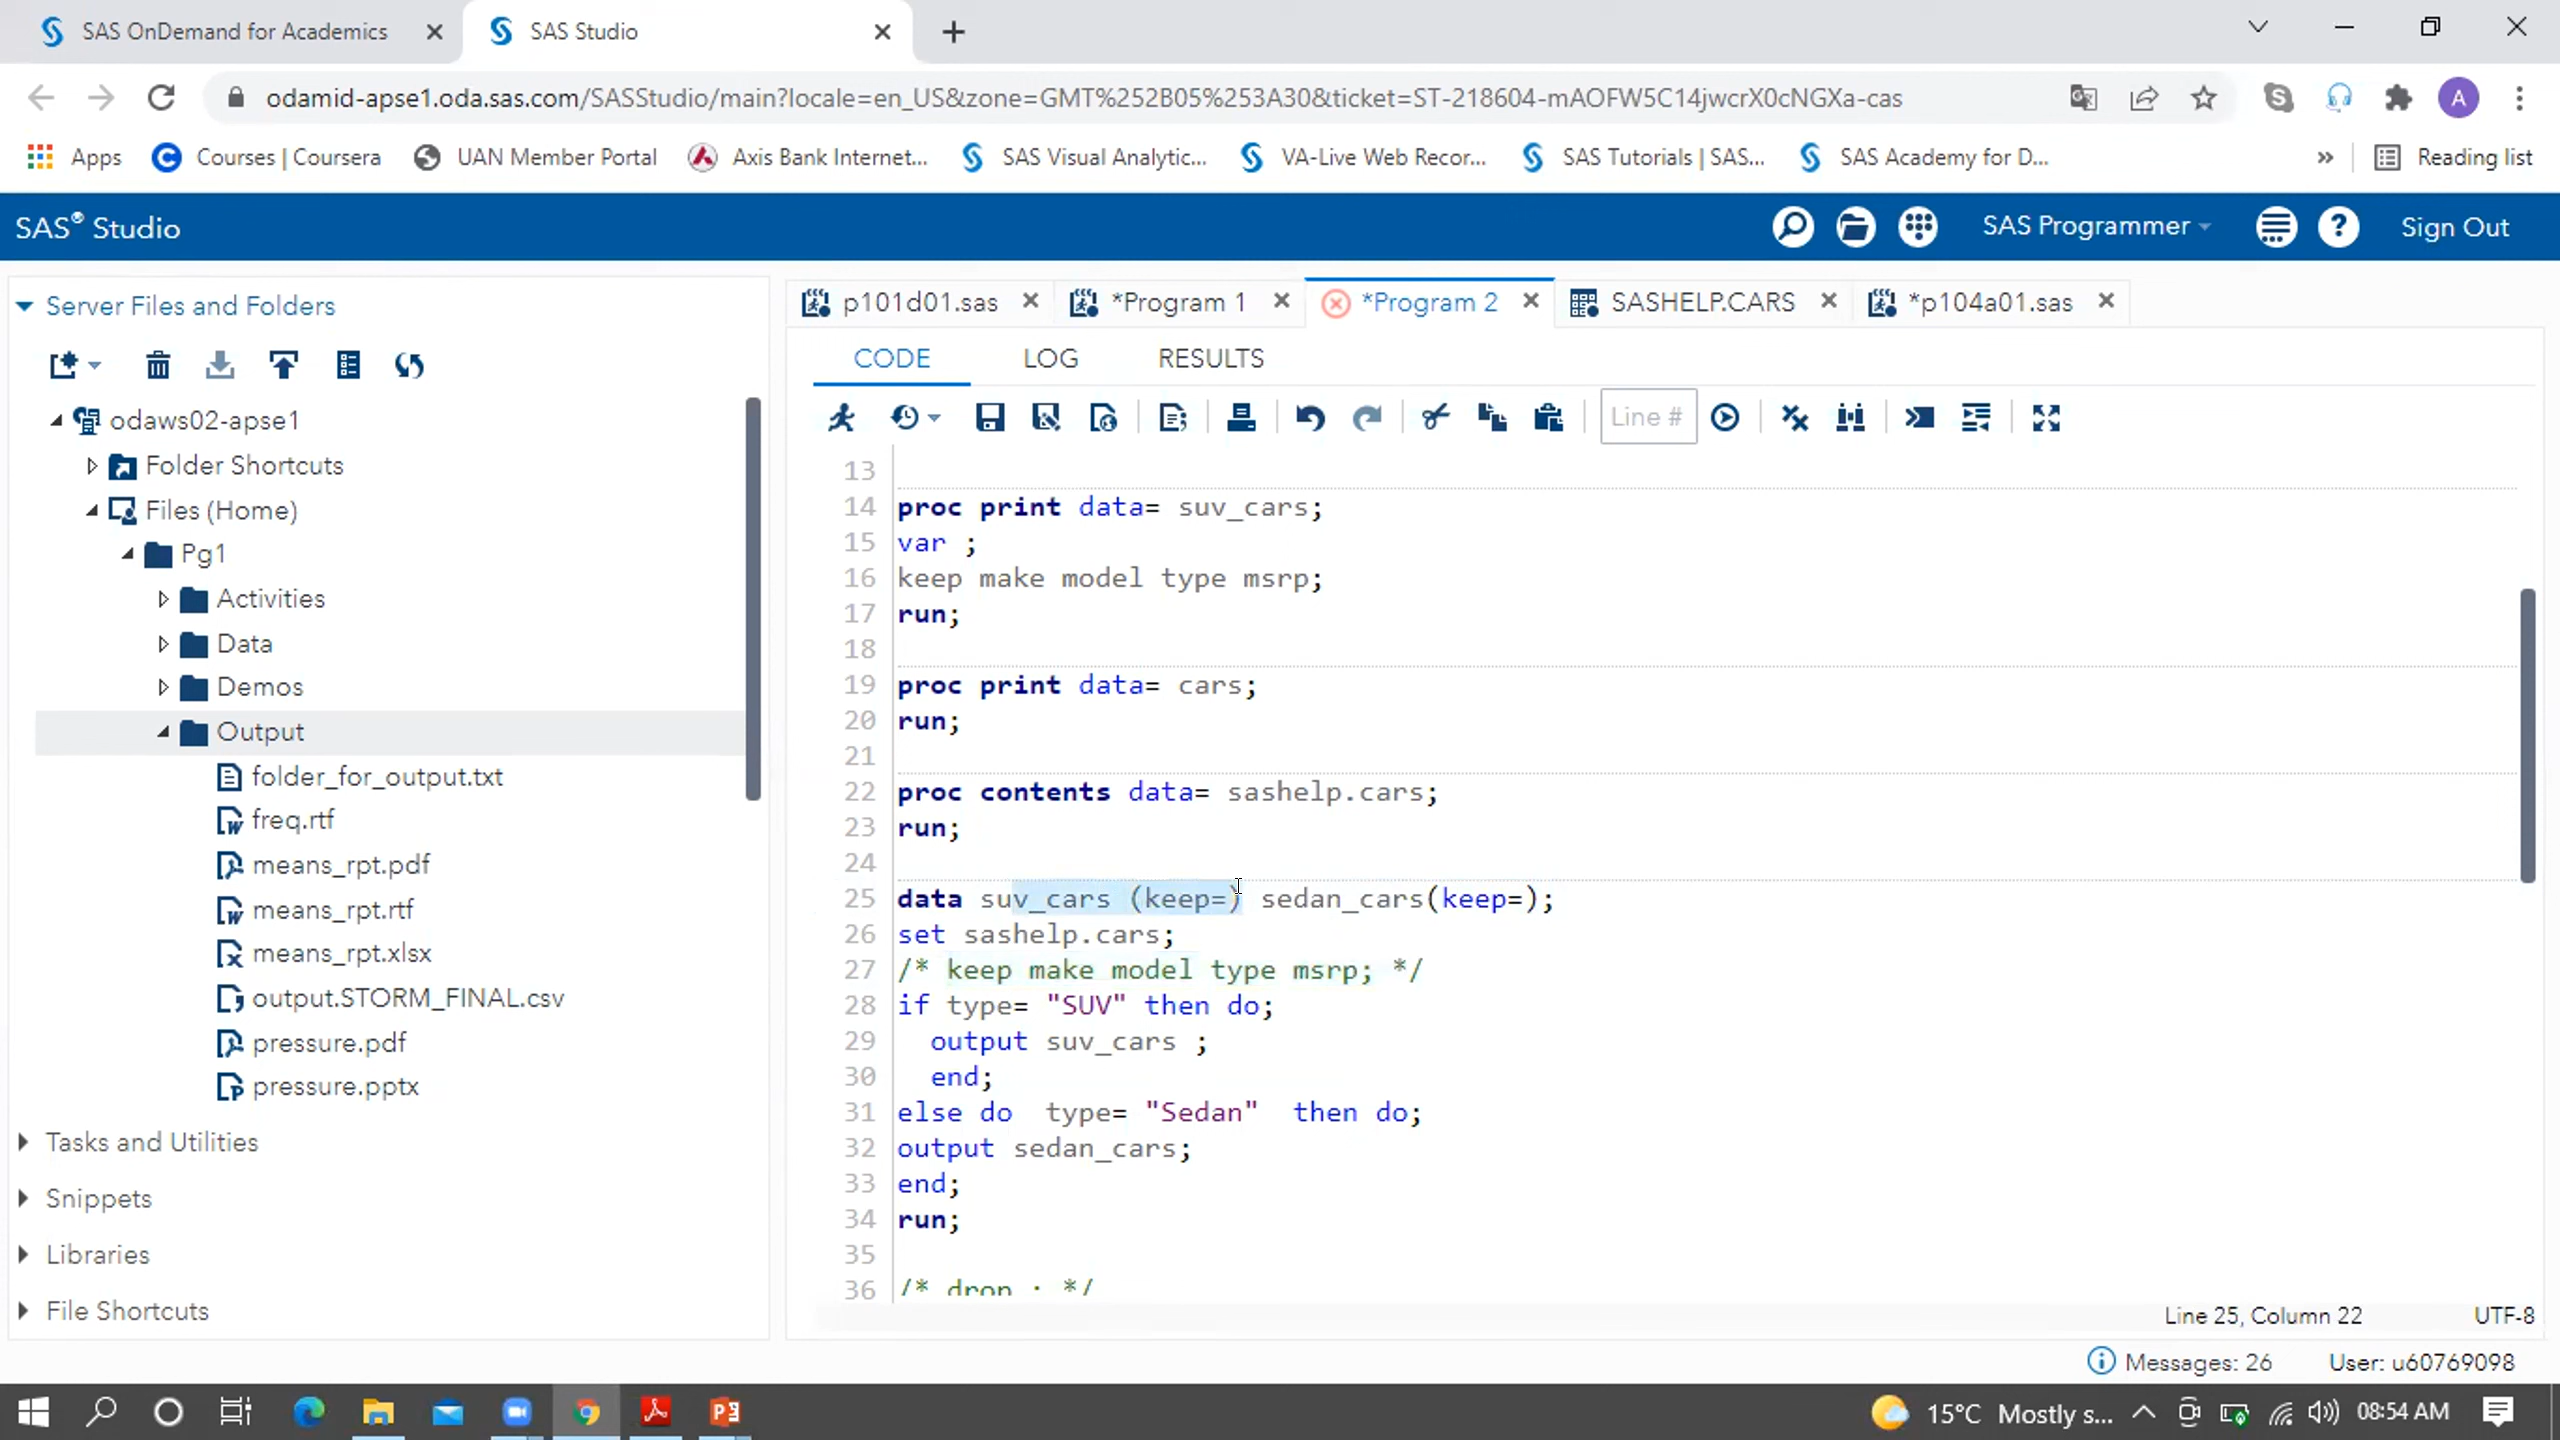 SAS OnDemand for Academics
SAS Studio
odamid-apse1.oda.sas.com/SASStudio/main?locale=en_US&zone=GMT%252B05%253A30&ticket=ST-218604-mAOFW5C14jwcrX0cNGXa-cas
A
Apps
Courses | Coursera
UAN Member Portal
Axis Bank Internet...
SAS Visual Analytic...
VA-Live Web Recor...
SAS Tutorials | SAS...
SAS Academy for D...
»
Reading list
SAS® Studio
SAS Programmer
Sign Out
Server Files and Folders
odaws02-apse1
Folder Shortcuts
Files (Home)
Pg1
Activities
Data
Demos
Output
folder_for_output.txt
freq.rtf
means_rpt.pdf
means_rpt.rtf
means_rpt.xlsx
output.STORM_FINAL.csv
pressure.pdf
pressure.pptx
Tasks and Utilities
Snippets
Libraries
File Shortcuts
p101d01.sas
*Program 1
*Program 2
SASHELP.CARS
*p104a01.sas
CODE
LOG
RESULTS
Line #
13
14 proc print data= suv_cars;
15 var ;
16 keep make model type msrp;
17 run;
18
19 proc print data= cars;
20 run;
21
22 proc contents data= sashelp.cars;
23 run;
24
25 data suv_cars (keep=) sedan_cars(keep=);
26 set sashelp.cars;
27 /* keep make model type msrp; */
28 if type= "SUV" then do;
29 output suv_cars ;
30 end;
31 else do type= "Sedan" then do;
32 output sedan_cars;
33 end;
34 run;
35
36 /* drop ; */
Line 25, Column 22
UTF-8
Messages: 26
User: u60769098
15°C Mostly s...
08:54 AM